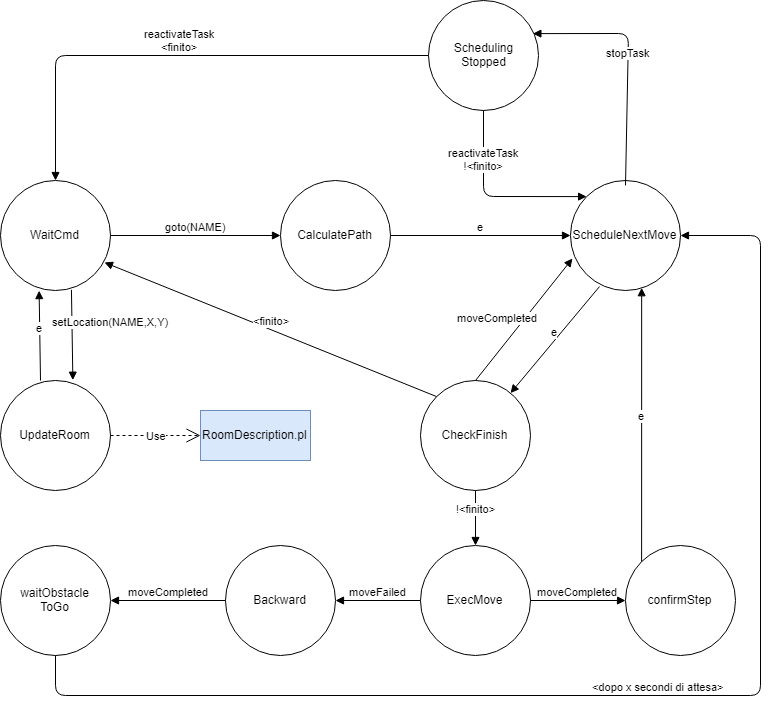 reactivateTask
<finito>
Scheduling
Stopped
stopTask
reactivateTask
!<finito>
WaitCmd
goto(NAME)
CalculatePath
e
ScheduleNextMove
e
setLocation(NAME,X,Y)
<finito>
moveCompleted
e
UpdateRoom
Use
RoomDescription.pl
CheckFinish
e
!<finito>
waitObstacle
ToGo
moveCompleted
Backward
moveFailed
ExecMove
moveCompleted
confirmStep
<dopo x secondi di attesa>